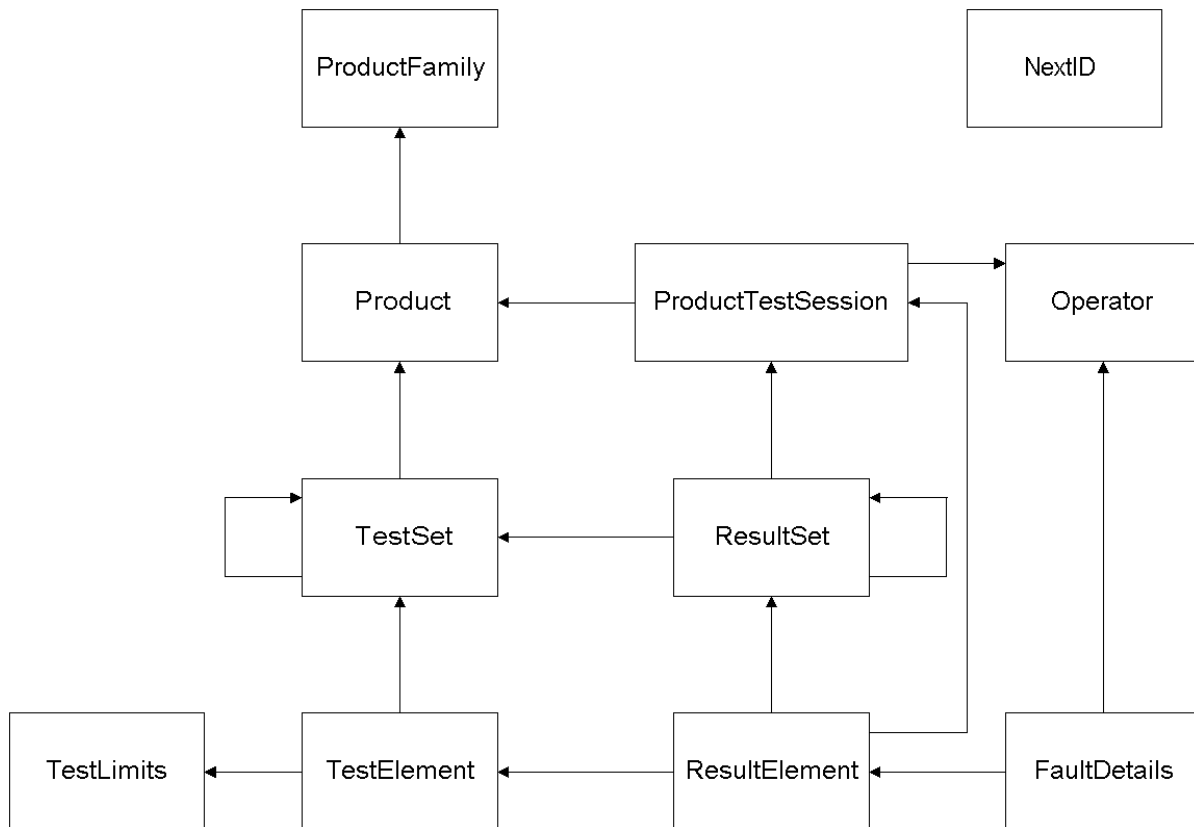 ProductFamily
NextID
Product
ProductTestSession
Operator
TestSet
ResultSet
TestLimits
TestElement
ResultElement
FaultDetails